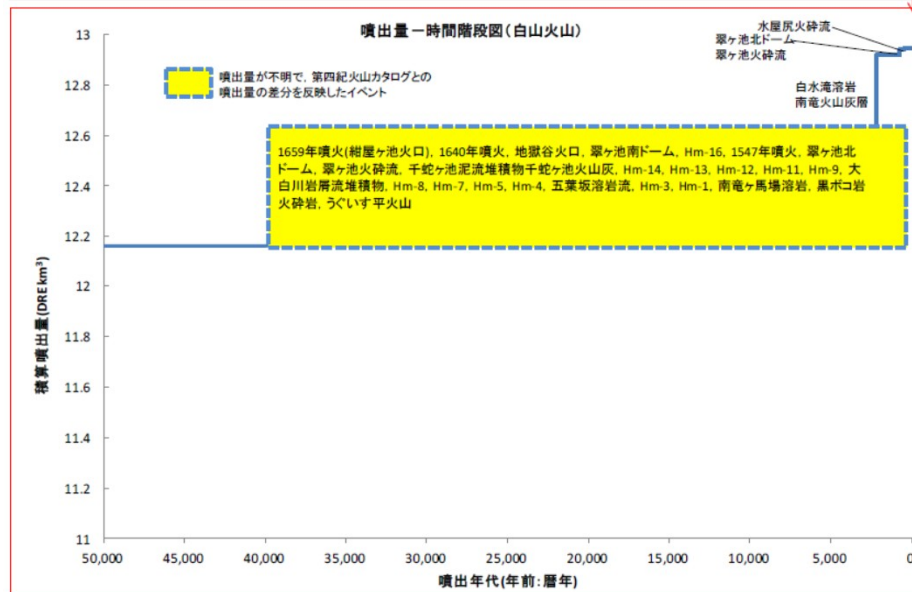 噴出量－時間階段図(白山火山)
水屋尻火砕流
翠ヶ池北ドーム
翠ヶ池火砕流
噴出量が不明で、第四紀火山カタログとの
噴出量の差分を反映したイベント
白水滝溶岩
南竜火山灰層
1659年噴火(紺屋ヶ池火口), 1640年噴火, 地獄谷火口, 翠ヶ池南ドーム, Hm-16, 1547年噴火, 翠ヶ池北
ドーム, 翠ヶ池火砕流, 千蛇ヶ池泥流堆積物千蛇ヶ池火山灰, Hm-14, Hm-13, Hm-12, Hm-11, Hm-9, 大
白川岩屑流堆積物, Hm-8, Hm-7, Hm-5, Hm-4, 五葉坂溶岩流, Hm-3, Hm-1, 南竜ヶ馬場溶岩, 黒ボコ岩
火砕岩, うぐいす平火山
積算噴出量(DRE km³)
13
12.8
12.6
12.4
12.2
12
11.8
11.6
11.4
11.2
11
50,000 45,000 40,000 35,000 30,000 25,000 20,000 15,000 10,000 5,000 0
噴出年代(年前:暦年)